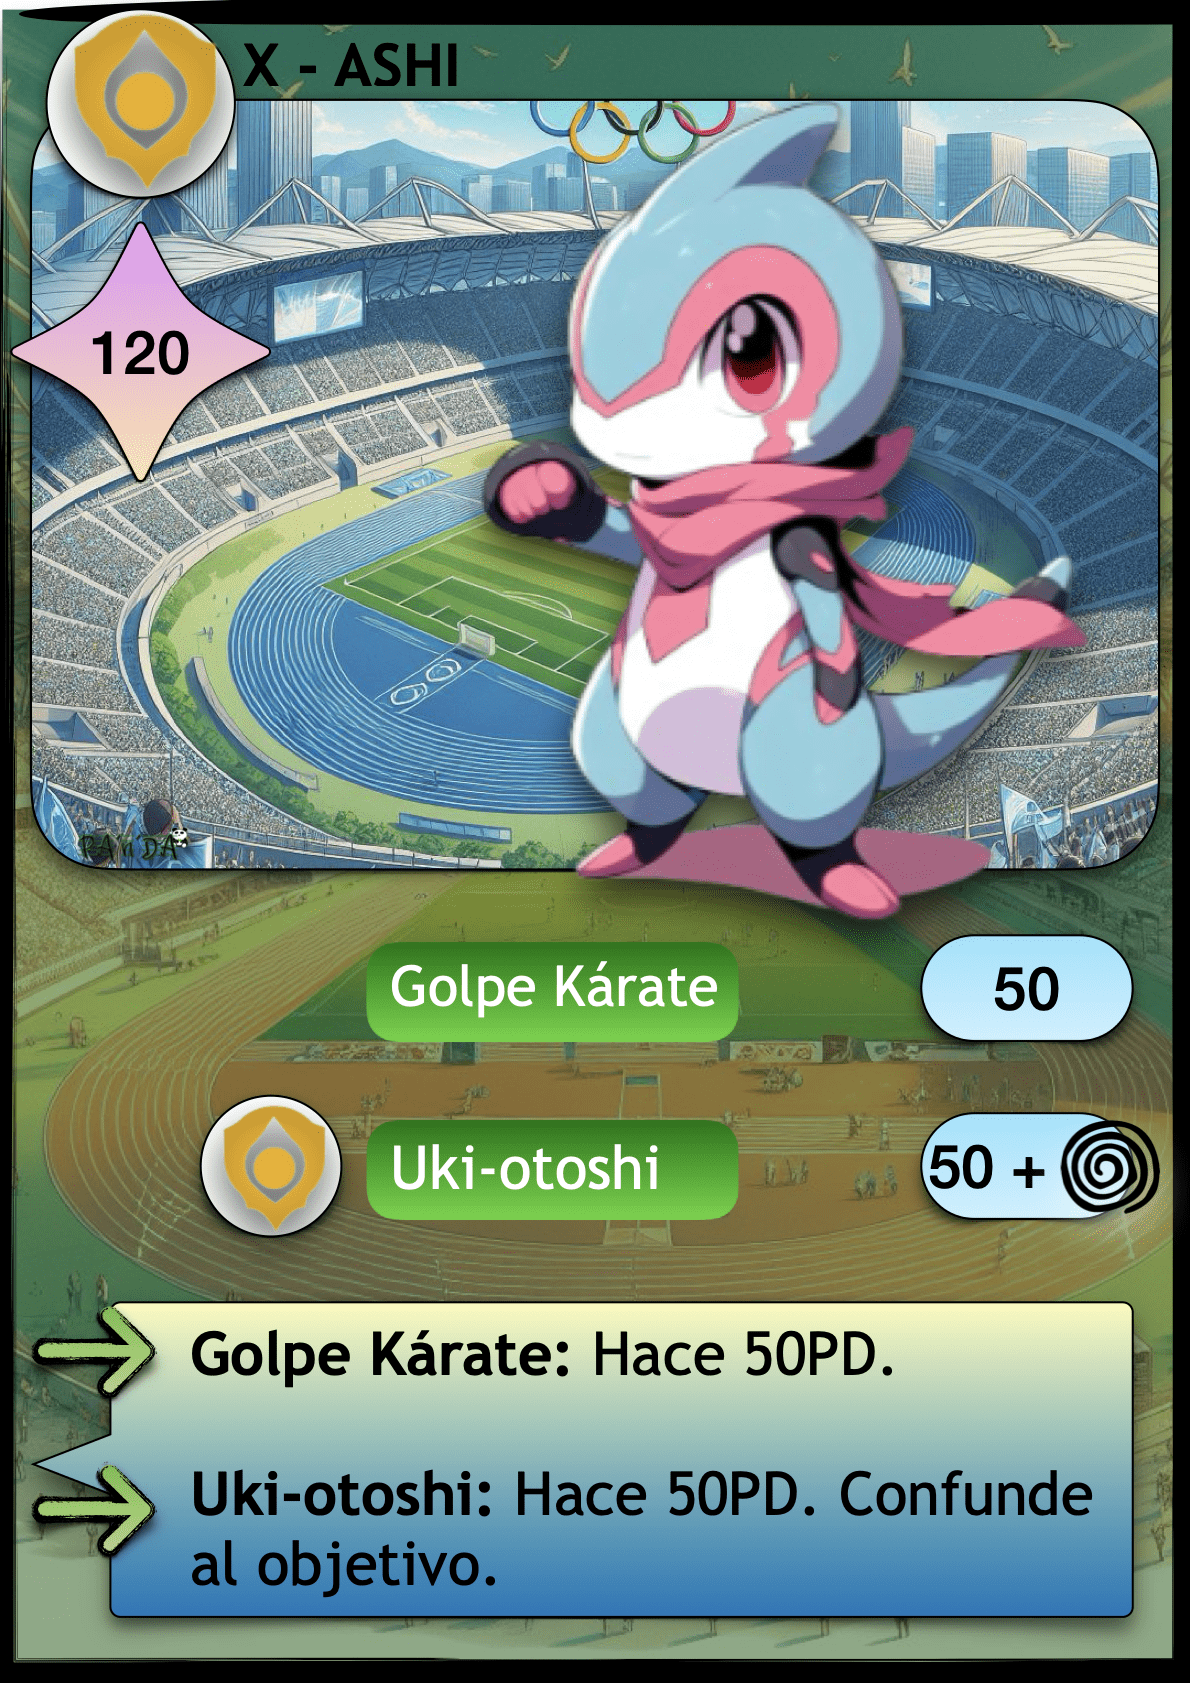 X - ASHI
120
PAnDA
Golpe Kárate
50
Uki-otoshi
50 +
Golpe Kárate: Hace 50PD.
Uki-otoshi: Hace 50PD. Confunde
al objetivo.